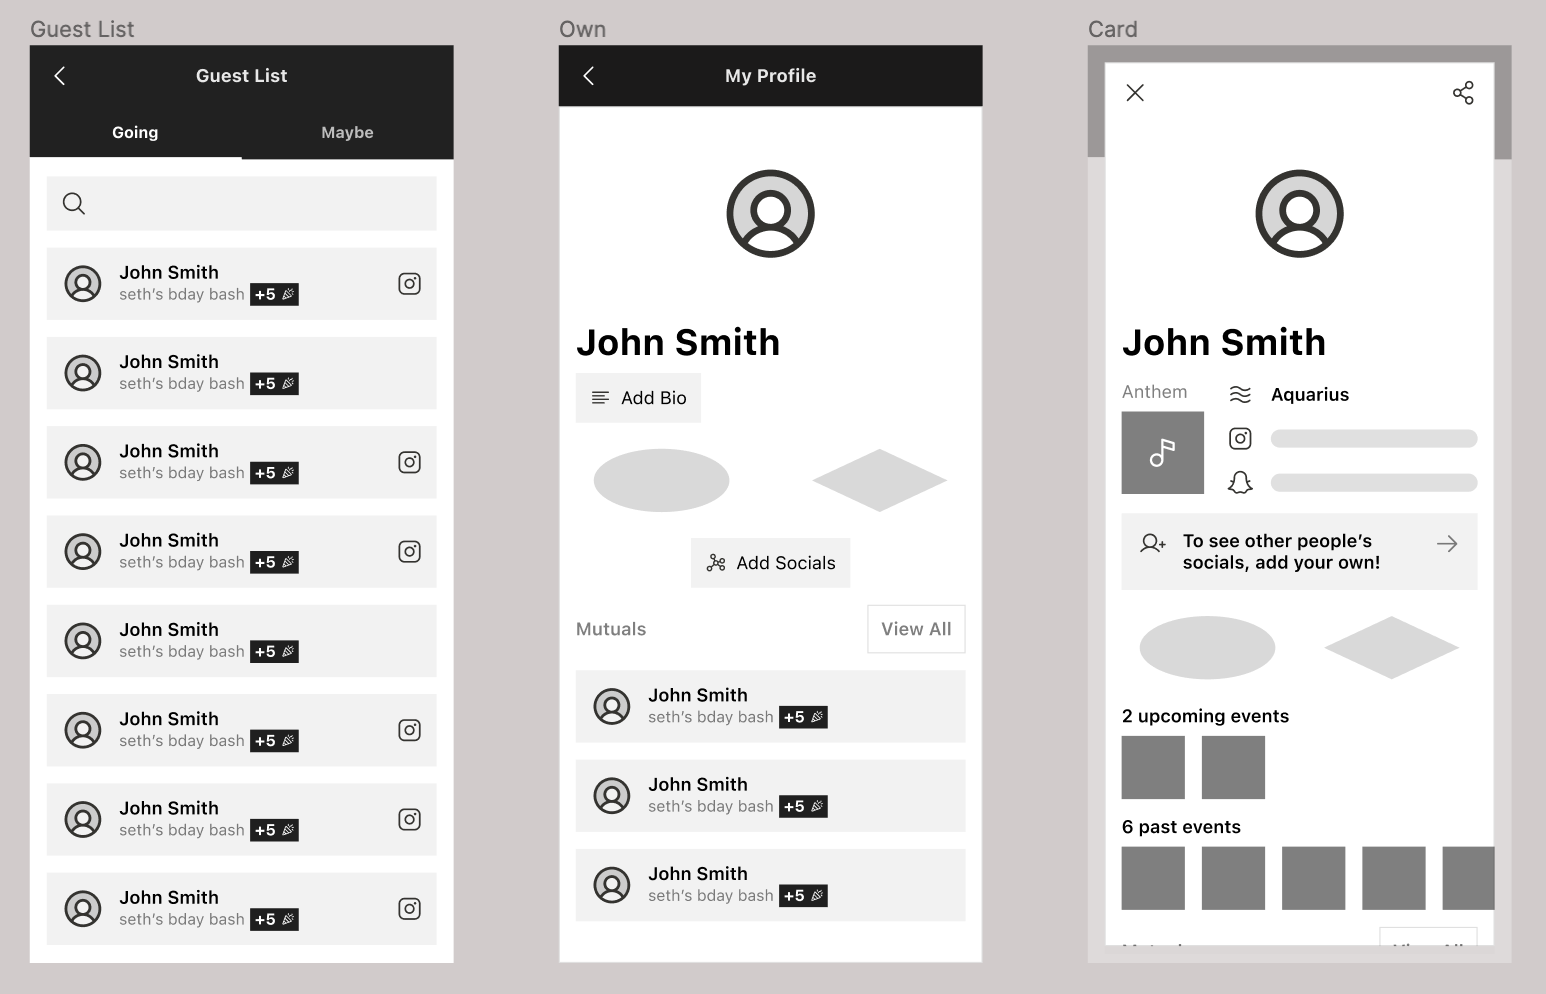 Guest List
Guest List
Going
Maybe
John Smith
seth's bday bash +5
John Smith
seth's bday bash +5
John Smith
seth's bday bash +5
John Smith
seth's bday bash +5
John Smith
seth's bday bash +5
John Smith
seth's bday bash +5
John Smith
seth's bday bash +5
John Smith
seth's bday bash +5
Own
My Profile
John Smith
Add Bio
Add Socials
Mutuals
View All
John Smith
seth's bday bash +5
John Smith
seth's bday bash +5
John Smith
seth's bday bash +5
Card
John Smith
Anthem
Aquarius
To see other people's
socials, add your own!
2 upcoming events
6 past events